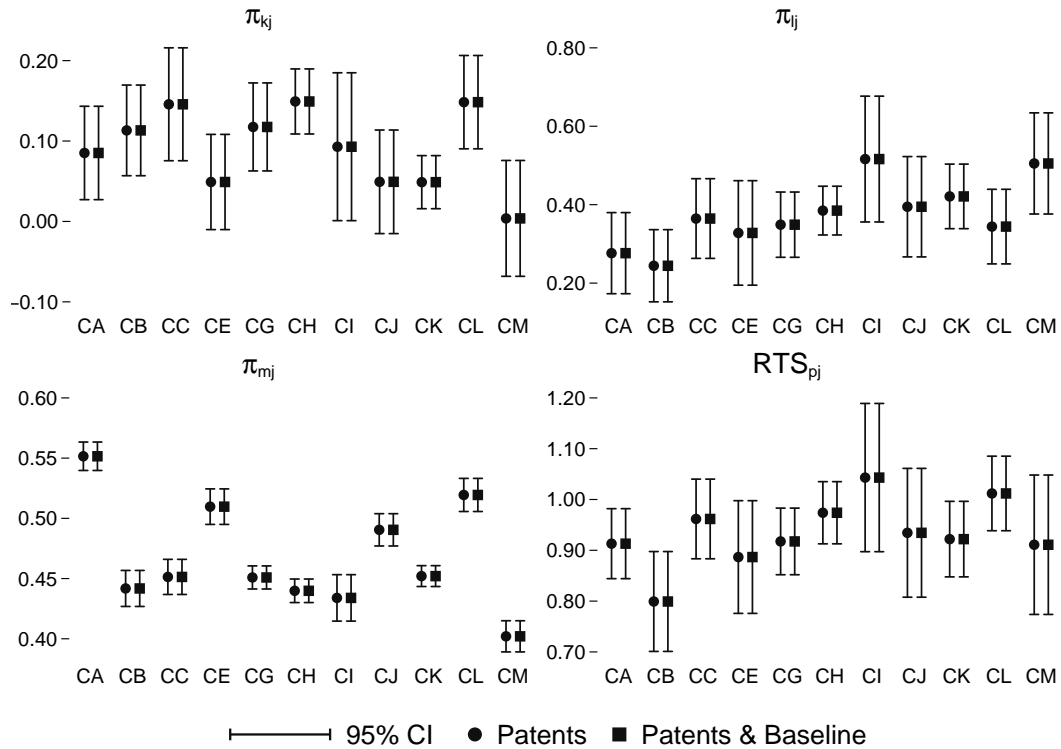 πkj
0.20
0.10
0.00
−0.10
CA CB CC CE CG CH CI CJ CK CL CM
πlj
0.80
0.60
0.40
0.20
CA CB CC CE CG CH CI CJ CK CL CM
πmj
0.60
0.55
0.50
0.45
0.40
CA CB CC CE CG CH CI CJ CK CL CM
RTSpj
1.20
1.10
1.00
0.90
0.80
0.70
CA CB CC CE CG CH CI CJ CK CL CM
95% CI Patents Patents & Baseline